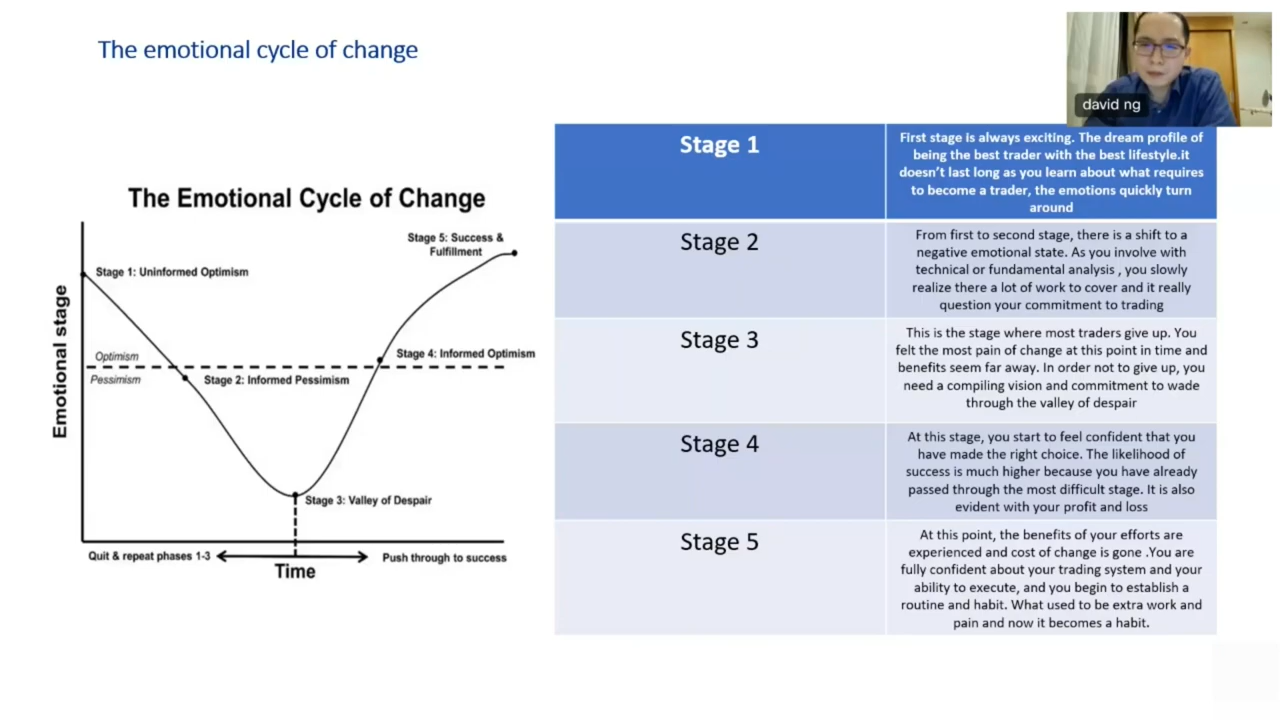 The emotional cycle of change
david ng
The Emotional Cycle of Change
Emotional stage
Stage 1: Uninformed Optimism
Optimism
Pessimism
Stage 2: Informed Pessimism
Stage 3: Valley of Despair
Stage 4: Informed Optimism
Stage 5: Success &
Fulfillment
Quit & repeat phases 1-3
Push through to success
Time
Stage 1
First stage is always exciting. The dream profile of
being the best trader with the best lifestyle.it
doesn't last long as you learn about what requires
to become a trader, the emotions quickly turn
around
Stage 2
From first to second stage, there is a shift to a
negative emotional state. As you involve with
technical or fundamental analysis , you slowly
realize there a lot of work to cover and it really
question your commitment to trading
Stage 3
This is the stage where most traders give up. You
felt the most pain of change at this point in time and
benefits seem far away. In order not to give up, you
need a compiling vision and commitment to wade
through the valley of despair
Stage 4
At this stage, you start to feel confident that you
have made the right choice. The likelihood of
success is much higher because you have already
passed through the most difficult stage. It is also
evident with your profit and loss
Stage 5
At this point, the benefits of your efforts are
experienced and cost of change is gone .You are
fully confident about your trading system and your
ability to execute, and you begin to establish a
routine and habit. What used to be extra work and
pain and now it becomes a habit.